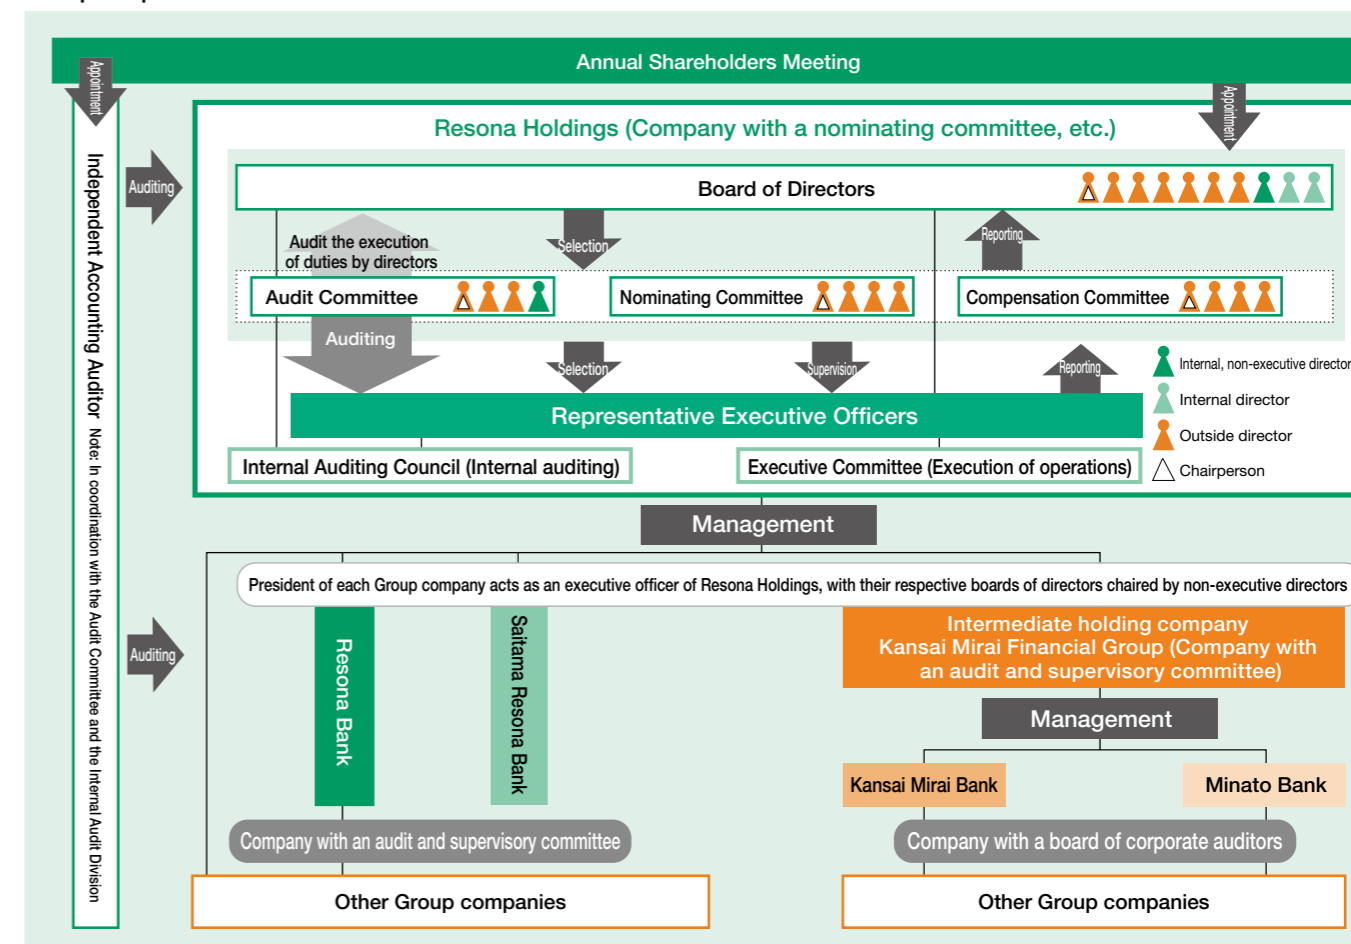 Annual Shareholders Meeting
Appointment
Appointment
Resona Holdings (Company with a nominating committee, etc.)
Independent Accounting Auditor Note: In coordination with the Audit Committee and the Internal Audit Division
Auditing
Board of Directors
Audit the execution
of duties by directors
Selection
Reporting
Audit Committee
Nominating Committee
Compensation Committee
Auditing
Selection
Supervision
Reporting
Internal, non-executive director
Internal director
Outside director
Chairperson
Representative Executive Officers
Internal Auditing Council (Internal auditing)
Executive Committee (Execution of operations)
Management
President of each Group company acts as an executive officer of Resona Holdings, with their respective boards of directors chaired by non-executive directors
Auditing
Resona Bank
Saitama Resona Bank
Intermediate holding company
Kansai Mirai Financial Group (Company with
an audit and supervisory committee)
Management
Kansai Mirai Bank
Minato Bank
Company with an audit and supervisory committee
Company with a board of corporate auditors
Other Group companies
Other Group companies